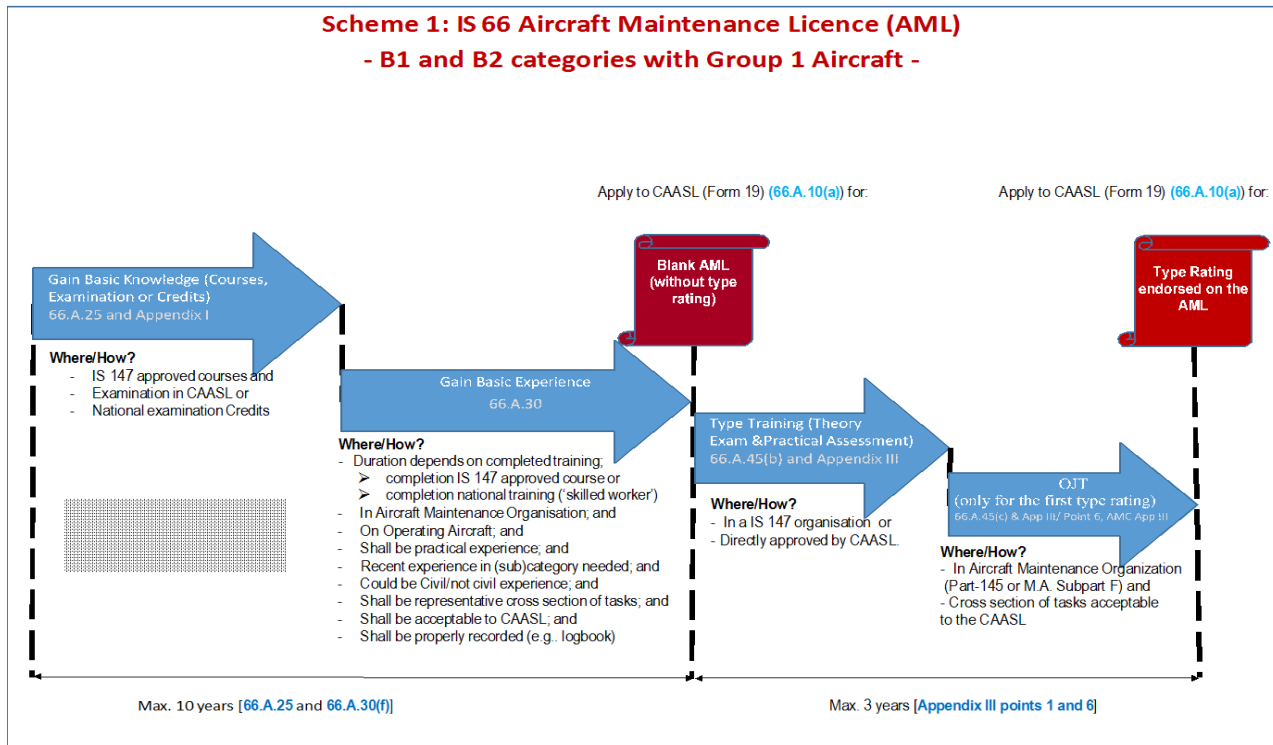 Scheme 1: IS 66 Aircraft Maintenance Licence (AML)
- B1 and B2 categories with Group 1 Aircraft -
Apply to CAASL (Form 19) (66.A.10(a)) for:
Apply to CAASL (Form 19) (66.A.10(a)) for:
Blank AML
(without type
rating)
Type Rating
endorsed on the
AML
Gain Basic Knowledge (Courses,
Examination or Credits)
66.A.25 and Appendix I
Where/How?
- IS 147 approved courses and
- Examination in CAASL or
- National examination Credits
Gain Basic Experience
66.A.30
Where/How?
- Duration depends on completed training;
➢ completion IS 147 approved course or
➢ completion national training ('skilled worker')
- In Aircraft Maintenance Organisation; and
- On Operating Aircraft; and
- Shall be practical experience; and
- Recent experience in (sub)category needed; and
- Could be Civil/not civil experience; and
- Shall be representative cross section of tasks; and
- Shall be acceptable to CAASL; and
- Shall be properly recorded (e.g.. logbook)
Type Training (Theory
Exam &Practical Assessment)
66.A.45(b) and Appendix III
Where/How?
- In a IS 147 organisation or
- Directly approved by CAASL.
OJT
(only for the first type rating)
66.A.45(c) & App III/ Point 6, AMC App III
Where/How?
- In Aircraft Maintenance Organization
(Part-145 or M.A. Subpart F) and
- Cross section of tasks acceptable
to the CAASL
Max. 10 years [66.A.25 and 66.A.30(f)]
Max. 3 years [Appendix III points 1 and 6]